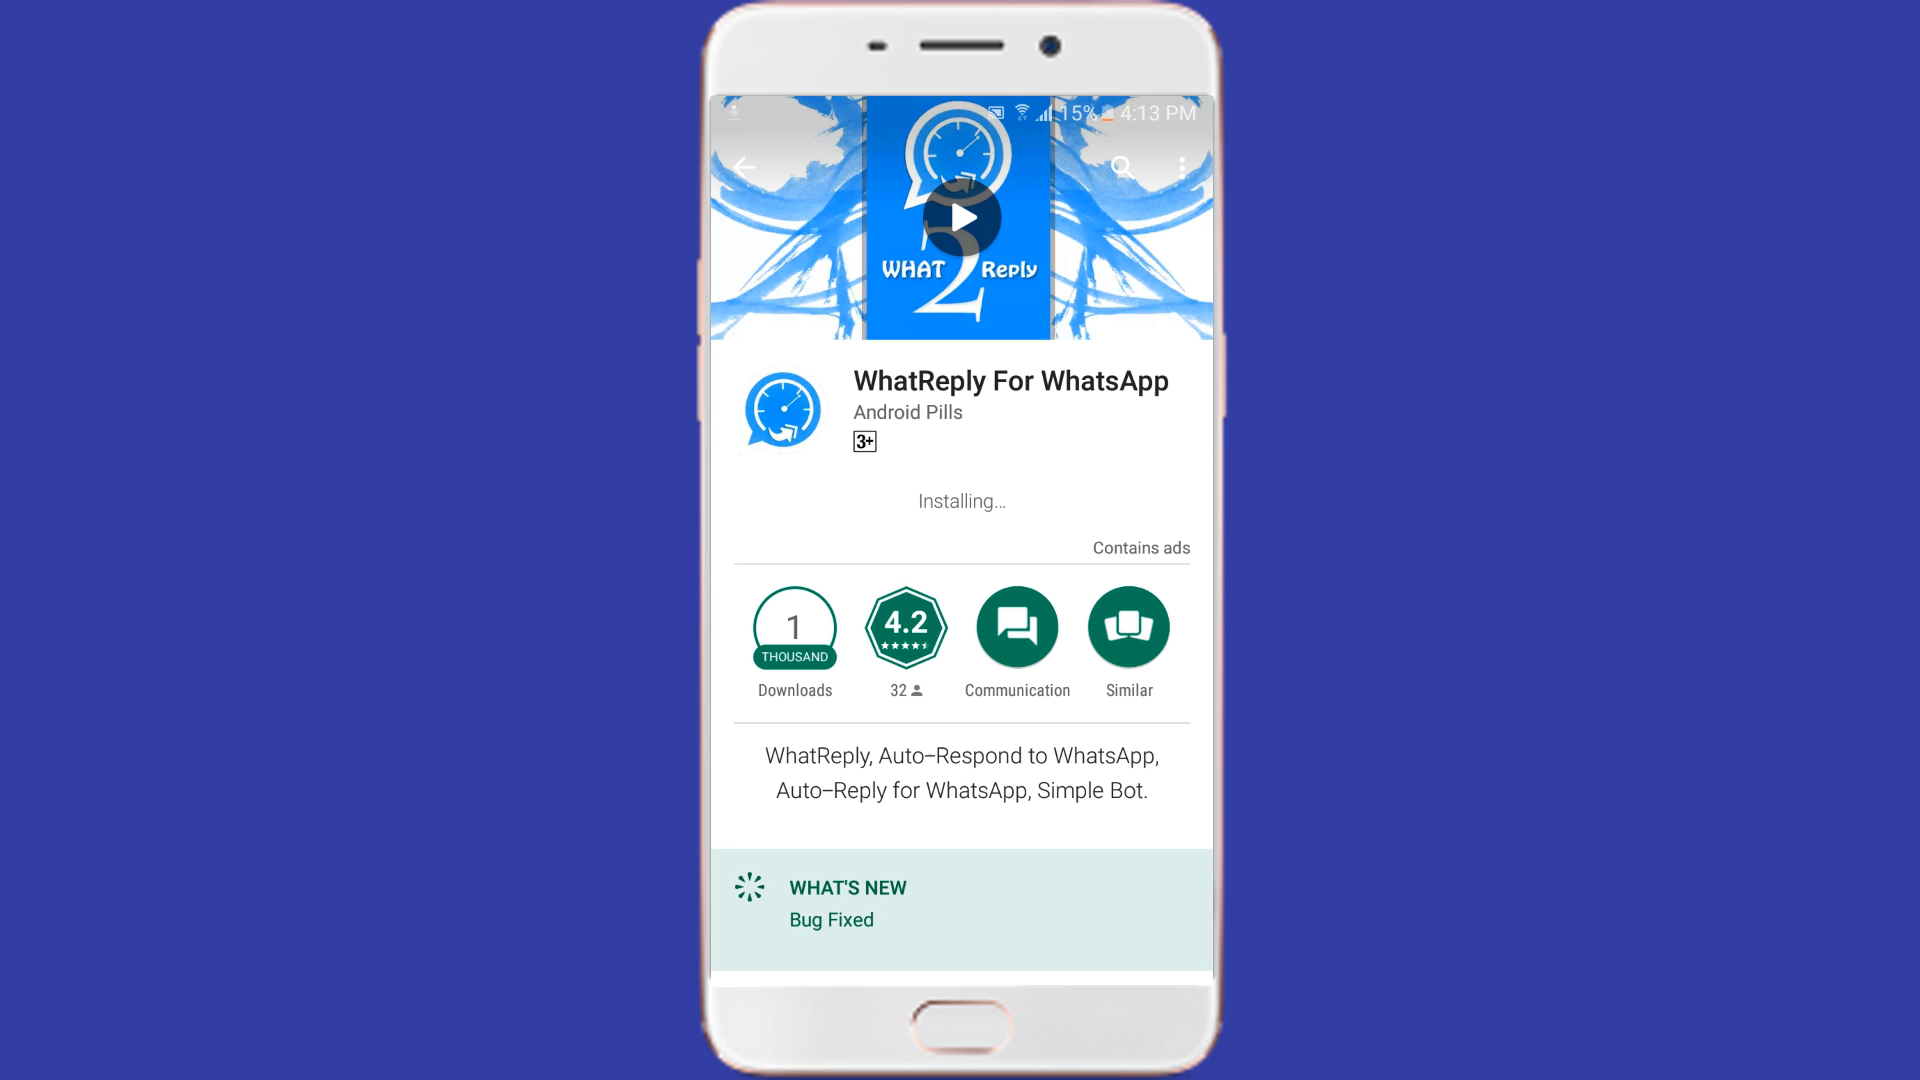 15% 4:13 PM
WHAT 2 Reply
WhatReply For WhatsApp
Android Pills
3+
Installing...
Contains ads
1
THOUSAND
4.2
Downloads
32
Communication
Similar
WhatReply, Auto–Respond to WhatsApp,
Auto–Reply for WhatsApp, Simple Bot.
WHAT'S NEW
Bug Fixed